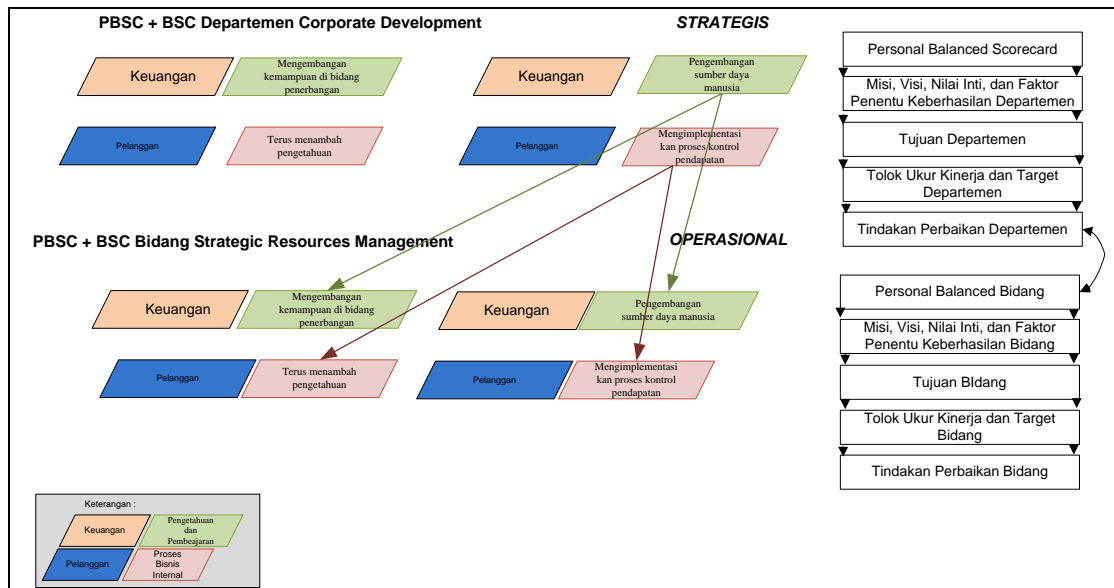 PBSC + BSC Departemen Corporate Development
STRATEGIS
Keuangan
Mengembangan
kemampuan di bidang
penerbangan
Keuangan
Pengembangan
sumber daya
manusia
Pelanggan
Terus menambah
pengetahuan
Pelanggan
Mengimplementasi
kan proses kontrol
pendapatan
PBSC + BSC Bidang Strategic Resources Management
OPERASIONAL
Keuangan
Mengembangan
kemampuan di bidang
penerbangan
Keuangan
Pengembangan
sumber daya manusia
Pelanggan
Terus menambah
pengetahuan
Pelanggan
Mengimplementasi
kan proses kontrol
pendapatan
Personal Balanced Scorecard
Misi, Visi, Nilai Inti, dan Faktor
Penentu Keberhasilan Departemen
Tujuan Departemen
Tolok Ukur Kinerja dan Target
Departemen
Tindakan Perbaikan Departemen
Personal Balanced Bidang
Misi, Visi, Nilai Inti, dan Faktor
Penentu Keberhasilan Bidang
Tujuan BIdang
Tolok Ukur Kinerja dan Target
Bidang
Tindakan Perbaikan Bidang
Keterangan :
Keuangan
Pengetahuan
dan
Pembeajaran
Pelanggan
Proses
Bisnis
Internal